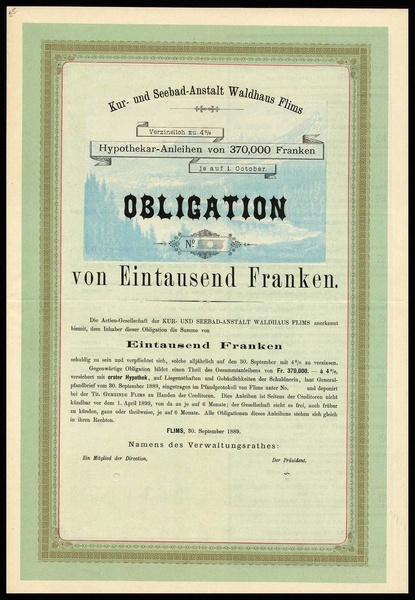 Kur- und Seebad-Anstalt Waldhaus Flims
Verzinslich zu 4%
Hypothekar-Anleihen von 370,000 Franken
je auf 1. October.
OBLIGATION
No
von Eintausend Franken.
Die Actien-Gesellschaft der KUR- UND SEEBAD-ANSTALT WALDHAUS FLIMS anerkennt
hiemit, dem Inhaber dieser Obligation die Summe von
Eintausend Franken
schuldig zu sein und verpflichtet sich, solche alljährlich auf den 30. September mit 4% zu verzinsen.
Gegenwärtige Obligation bildet einen Theil des Gesammtanleihens von Fr. 370,000. — à 4%,
versichert mit erster Hypothek, auf Liegenschaften und Gebäulichkeiten der Schuldnerin, laut General-
pfandbrief vom 30. September 1889, eingetragen im Pfandprotokoll von Flims unter No. und deponirt
bei der Tit. GEMEINDE FLIMS zu Handen der Creditoren. Dies Anleihen ist Seitens der Creditoren nicht
kündbar vor dem 1. April 1899, von da an je auf 6 Monate; der Gesellschaft steht es frei, auch früher
zu künden, ganz oder theilweise, je auf 6 Monate. Alle Obligationen dieses Anleihens stehen sich gleich
in ihren Rechten.
FLIMS, 30. September 1889.
Namens des Verwaltungsrathes:
Ein Mitglied der Direction. Der Präsident.